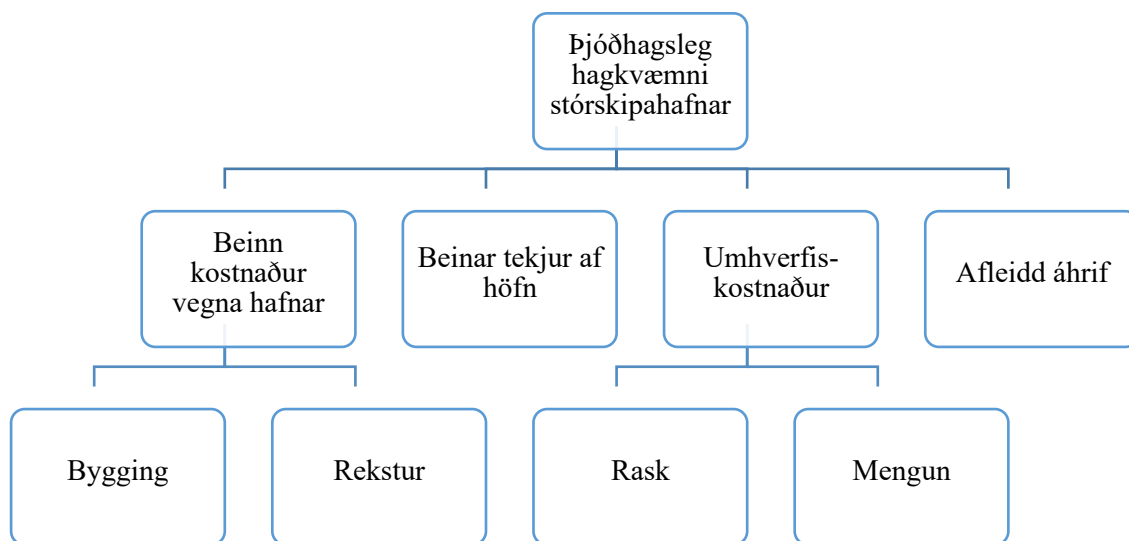 Þjóðhagsleg
hagkvæmni
stórskipahafnar
Beinn
kostnaður
vegna hafnar
Beinar tekjur af
höfn
Umhverfis-
kostnaður
Afleidd áhrif
Bygging
Rekstur
Rask
Mengun